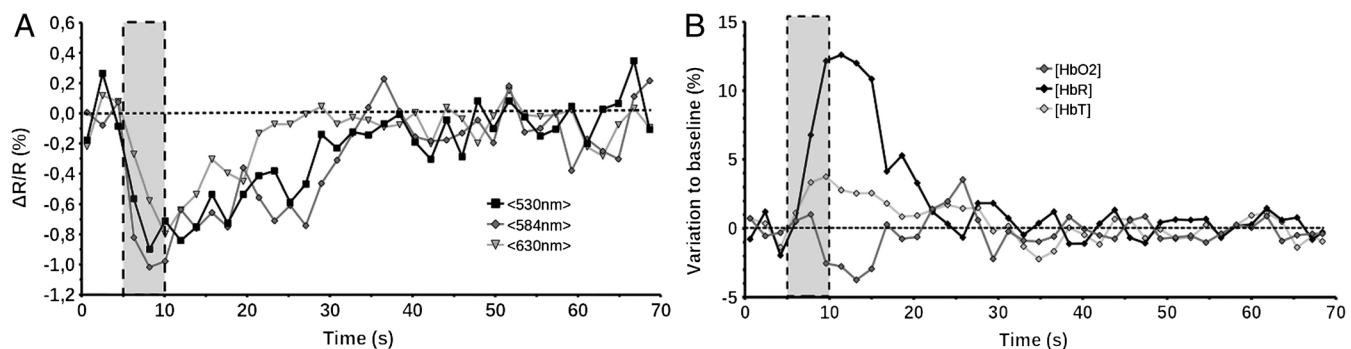 A
0,6
0,4
0,2
0,0
-0,2
-0,4
-0,6
-0,8
-1,0
-1,2
ΔR/R (%)
<530nm>
<584nm>
<630nm>
0 10 20 30 40 50 60 70
Time (s)
B
15
10
5
0
-5
Variation to baseline (%)
[HbO2]
[HbR]
[HbT]
0 10 20 30 40 50 60 70
Time (s)